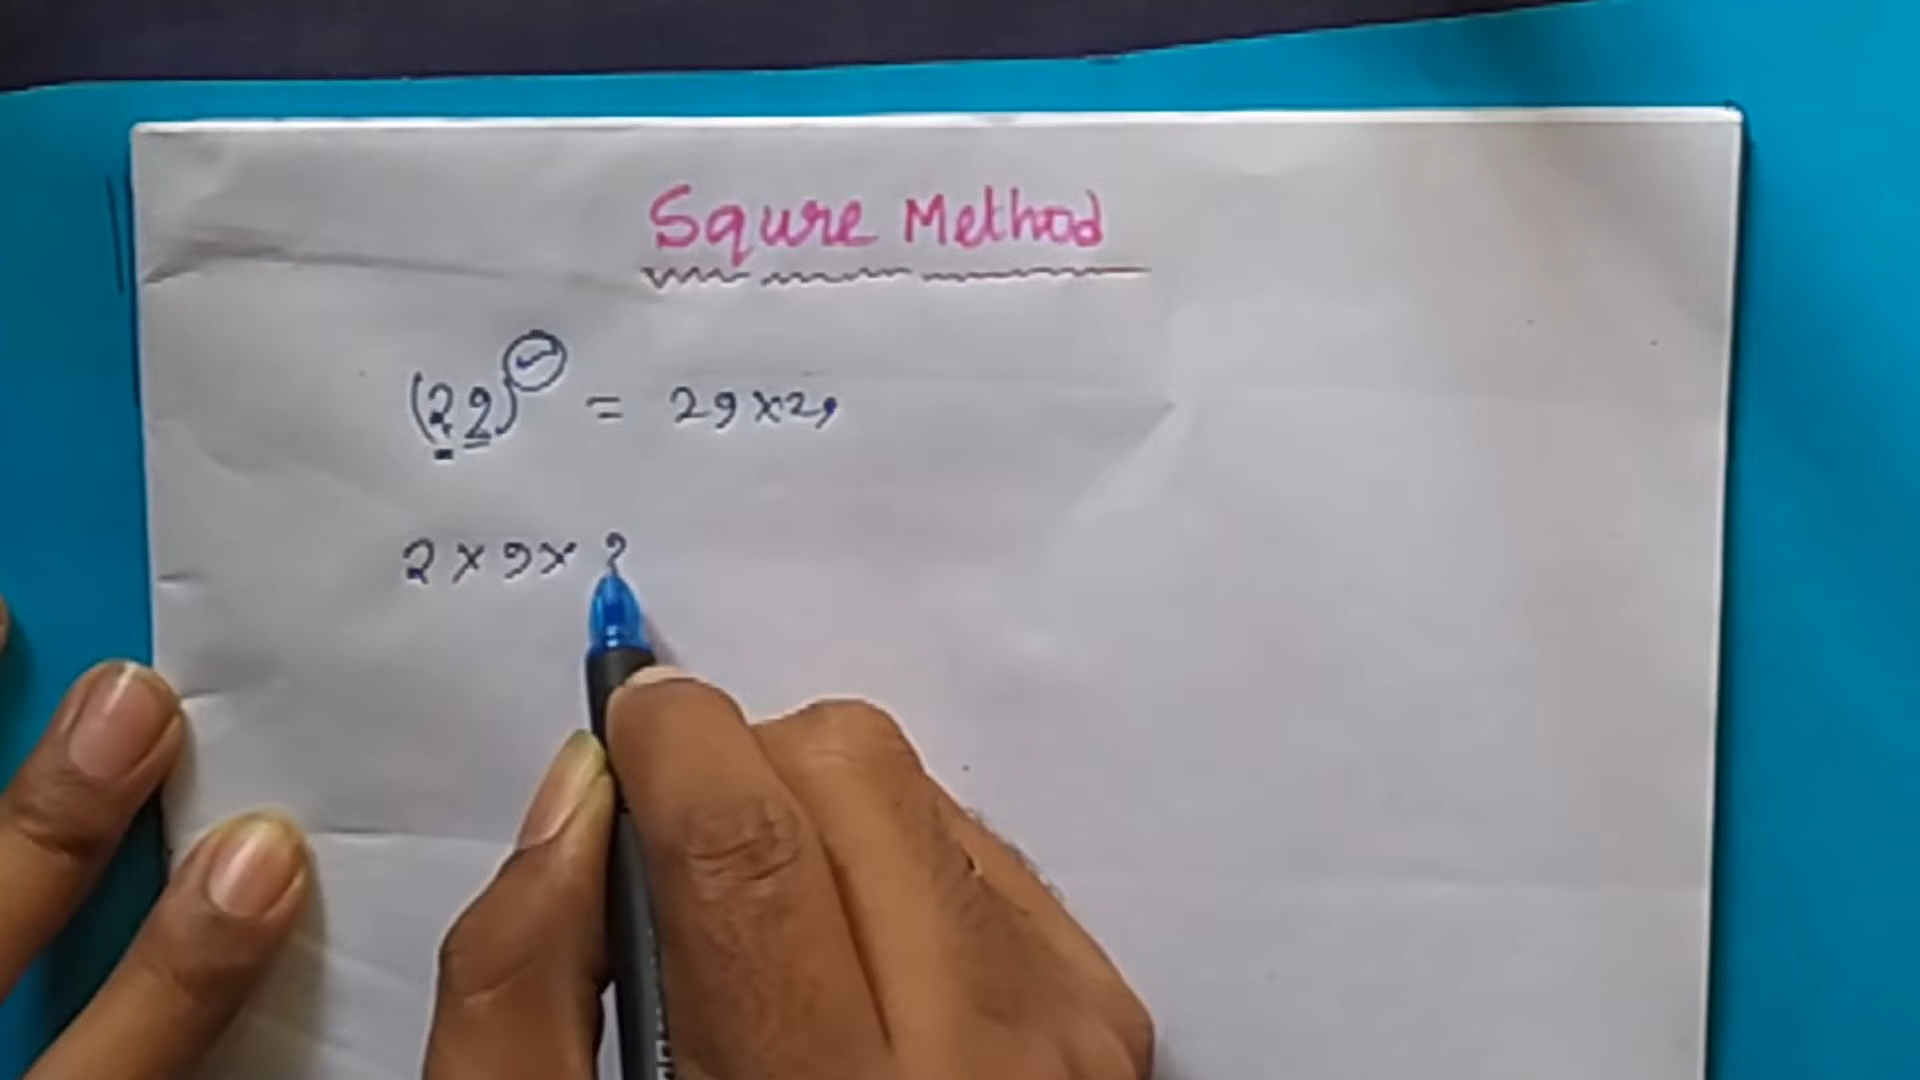 Squre Method
(29)² = 29×29
2 × 9 × 2